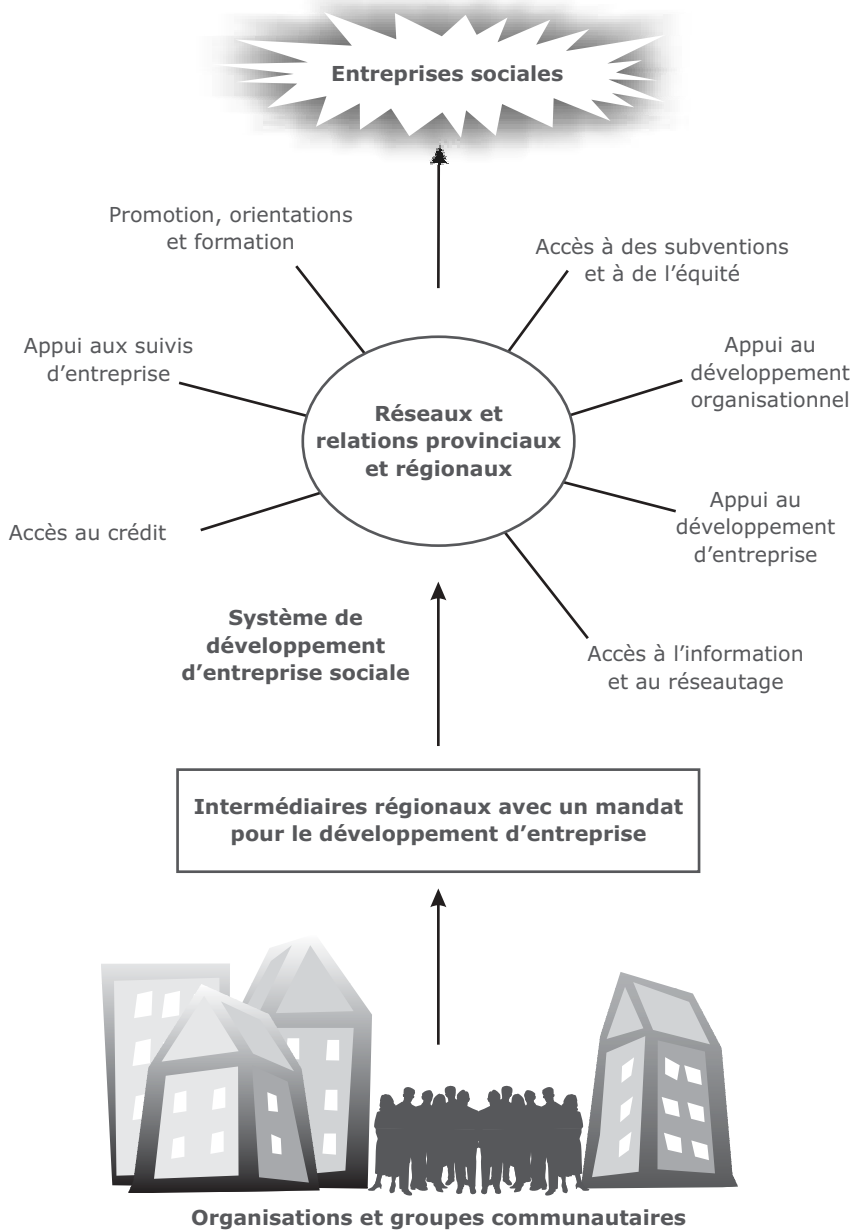 Entreprises sociales
Promotion, orientations
et formation
Accès à des subventions
et à de l’équité
Appui aux suivis
d’entreprise
Appui au
développement
organisationnel
Réseaux et
relations provinciaux
et régionaux
Accès au crédit
Appui au
développement
d’entreprise
Système de
développement
d’entreprise sociale
Accès à l’information
et au réseautage
Intermédiaires régionaux avec un mandat
pour le développement d’entreprise
Organisations et groupes communautaires